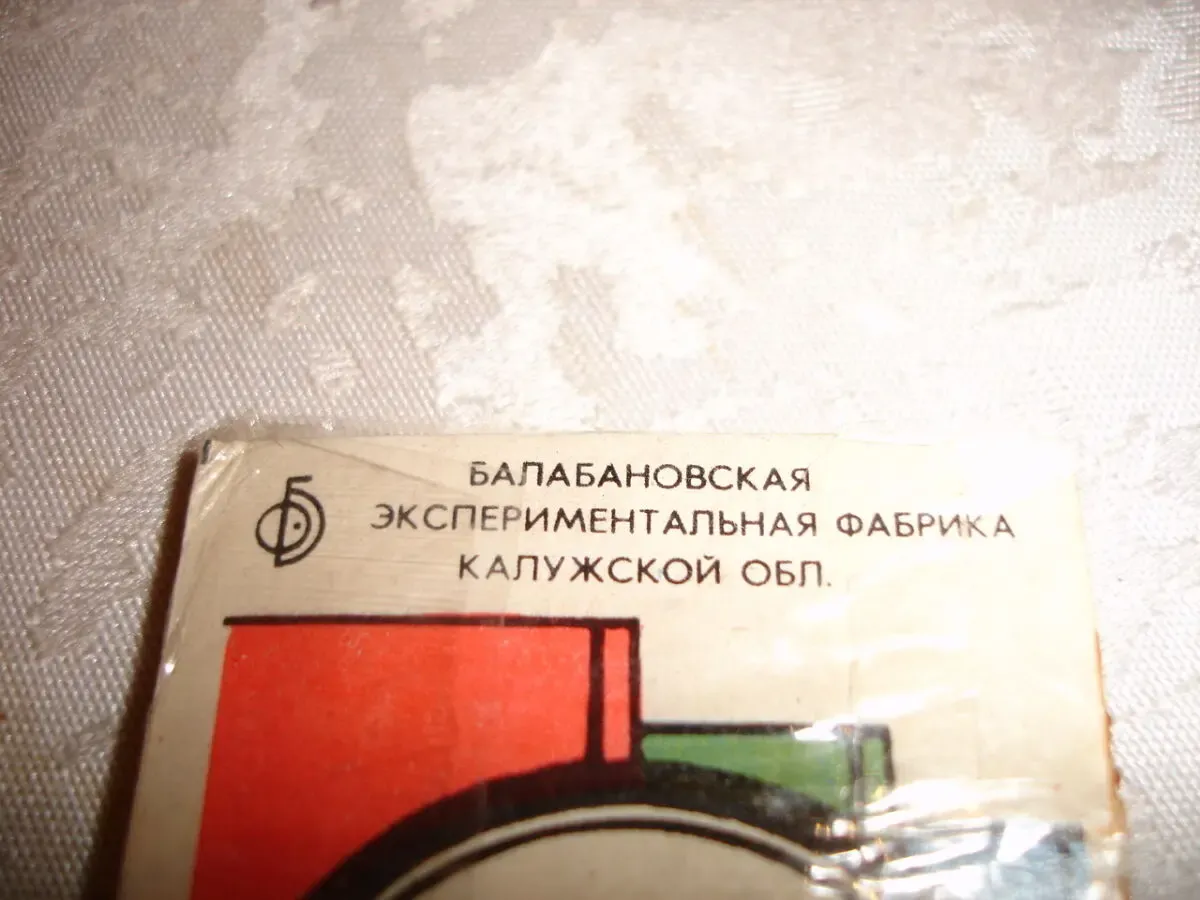 БАЛАБАНОВСКАЯ
ЭКСПЕРИМЕНТАЛЬНАЯ ФАБРИКА
КАЛУЖСКОЙ ОБЛ.